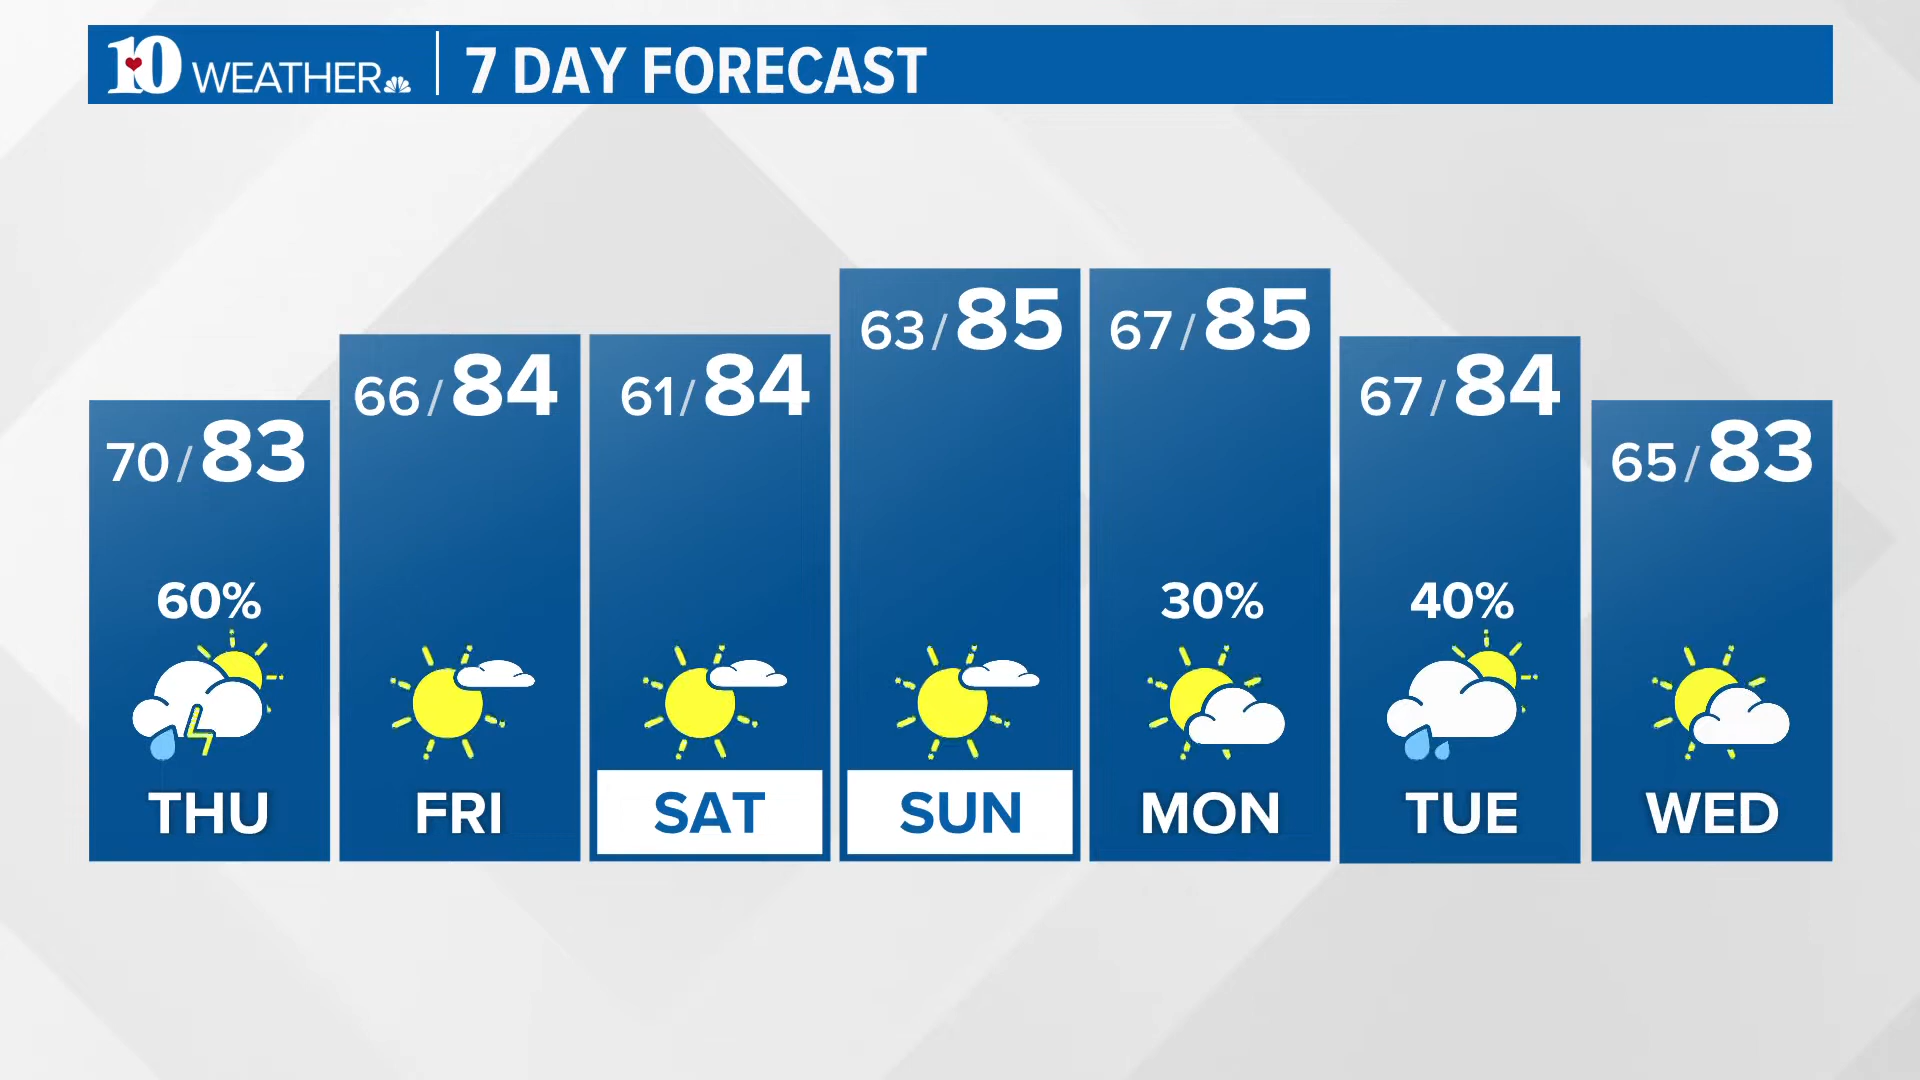 10 WEATHER 7 DAY FORECAST
70/83
60%
THU
66/84
FRI
61/84
SAT
63/85
SUN
67/85
30%
MON
67/84
40%
TUE
65/83
WED